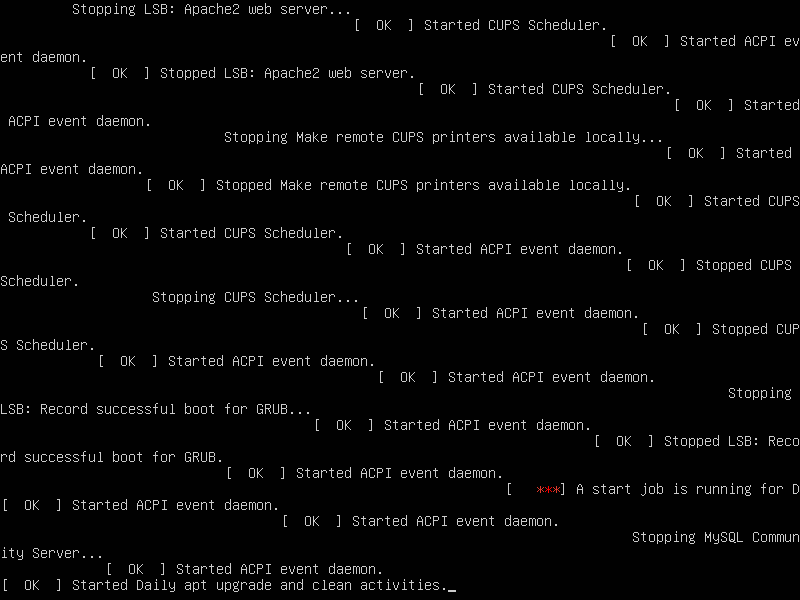 Stopping LSB: Apache2 web server...
[  OK  ] Started CUPS Scheduler.
[  OK  ] Started ACPI ev
ent daemon.
[  OK  ] Stopped LSB: Apache2 web server.
[  OK  ] Started CUPS Scheduler.
[  OK  ] Started
ACPI event daemon.
Stopping Make remote CUPS printers available locally...
[  OK  ] Started
ACPI event daemon.
[  OK  ] Stopped Make remote CUPS printers available locally.
[  OK  ] Started CUPS
Scheduler.
[  OK  ] Started CUPS Scheduler.
[  OK  ] Started ACPI event daemon.
[  OK  ] Stopped CUPS
Scheduler.
Stopping CUPS Scheduler...
[  OK  ] Started ACPI event daemon.
[  OK  ] Stopped CUP
S Scheduler.
[  OK  ] Started ACPI event daemon.
[  OK  ] Started ACPI event daemon.
Stopping
LSB: Record successful boot for GRUB...
[  OK  ] Started ACPI event daemon.
[  OK  ] Stopped LSB: Reco
rd successful boot for GRUB.
[  OK  ] Started ACPI event daemon.
[   ***] A start job is running for D
[  OK  ] Started ACPI event daemon.
[  OK  ] Started ACPI event daemon.
Stopping MySQL Commun
ity Server...
[  OK  ] Started ACPI event daemon.
[  OK  ] Started Daily apt upgrade and clean activities._